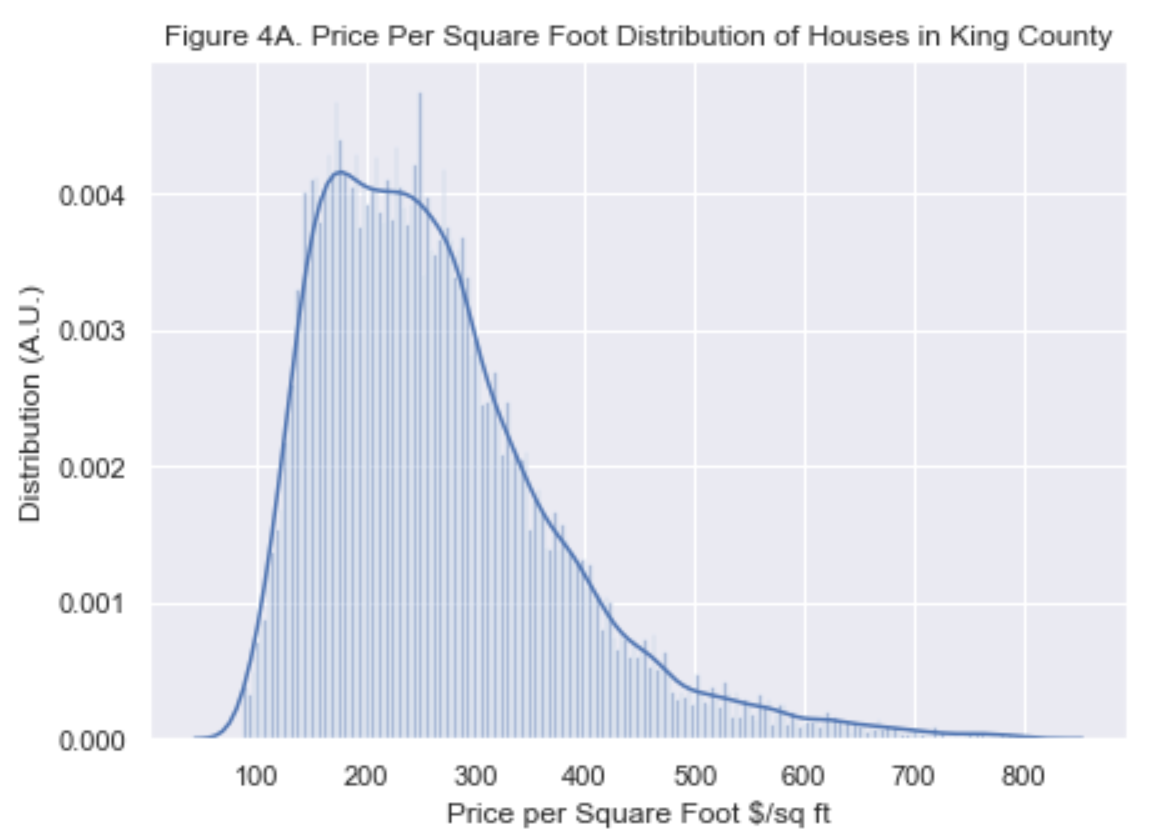 Figure 4A. Price Per Square Foot Distribution of Houses in King County
Distribution (A.U.)
0.004
0.003
0.002
0.001
0.000
100 200 300 400 500 600 700 800
Price per Square Foot $/sq ft